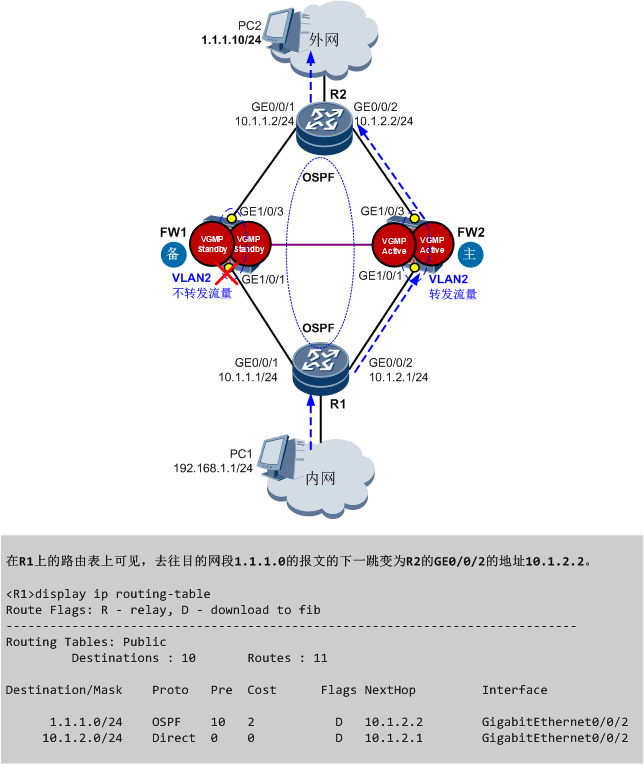 PC2
1.1.1.10/24
外网
R2
GE0/0/1
10.1.1.2/24
GE0/0/2
10.1.2.2/24
OSPF
GE1/0/3
GE1/0/3
FW1
备
VGMP
Standby
VGMP
Standby
VGMP
Active
VGMP
Active
FW2
主
GE1/0/1
GE1/0/1
VLAN2
不转发流量
VLAN2
转发流量
OSPF
GE0/0/1
10.1.1.1/24
GE0/0/2
10.1.2.1/24
R1
PC1
192.168.1.1/24
内网
在R1上的路由表上可见，去往目的网段1.1.1.0的报文的下一跳变为R2的GE0/0/2的地址10.1.2.2。
<R1>display ip routing-table
Route Flags: R - relay, D - download to fib
------------------------------------------------------------------------------
Routing Tables: Public
Destinations : 10 Routes : 11
Destination/Mask Proto Pre Cost Flags NextHop Interface
1.1.1.0/24 OSPF 10 2 D 10.1.2.2 GigabitEthernet0/0/2
10.1.2.0/24 Direct 0 0 D 10.1.2.1 GigabitEthernet0/0/2